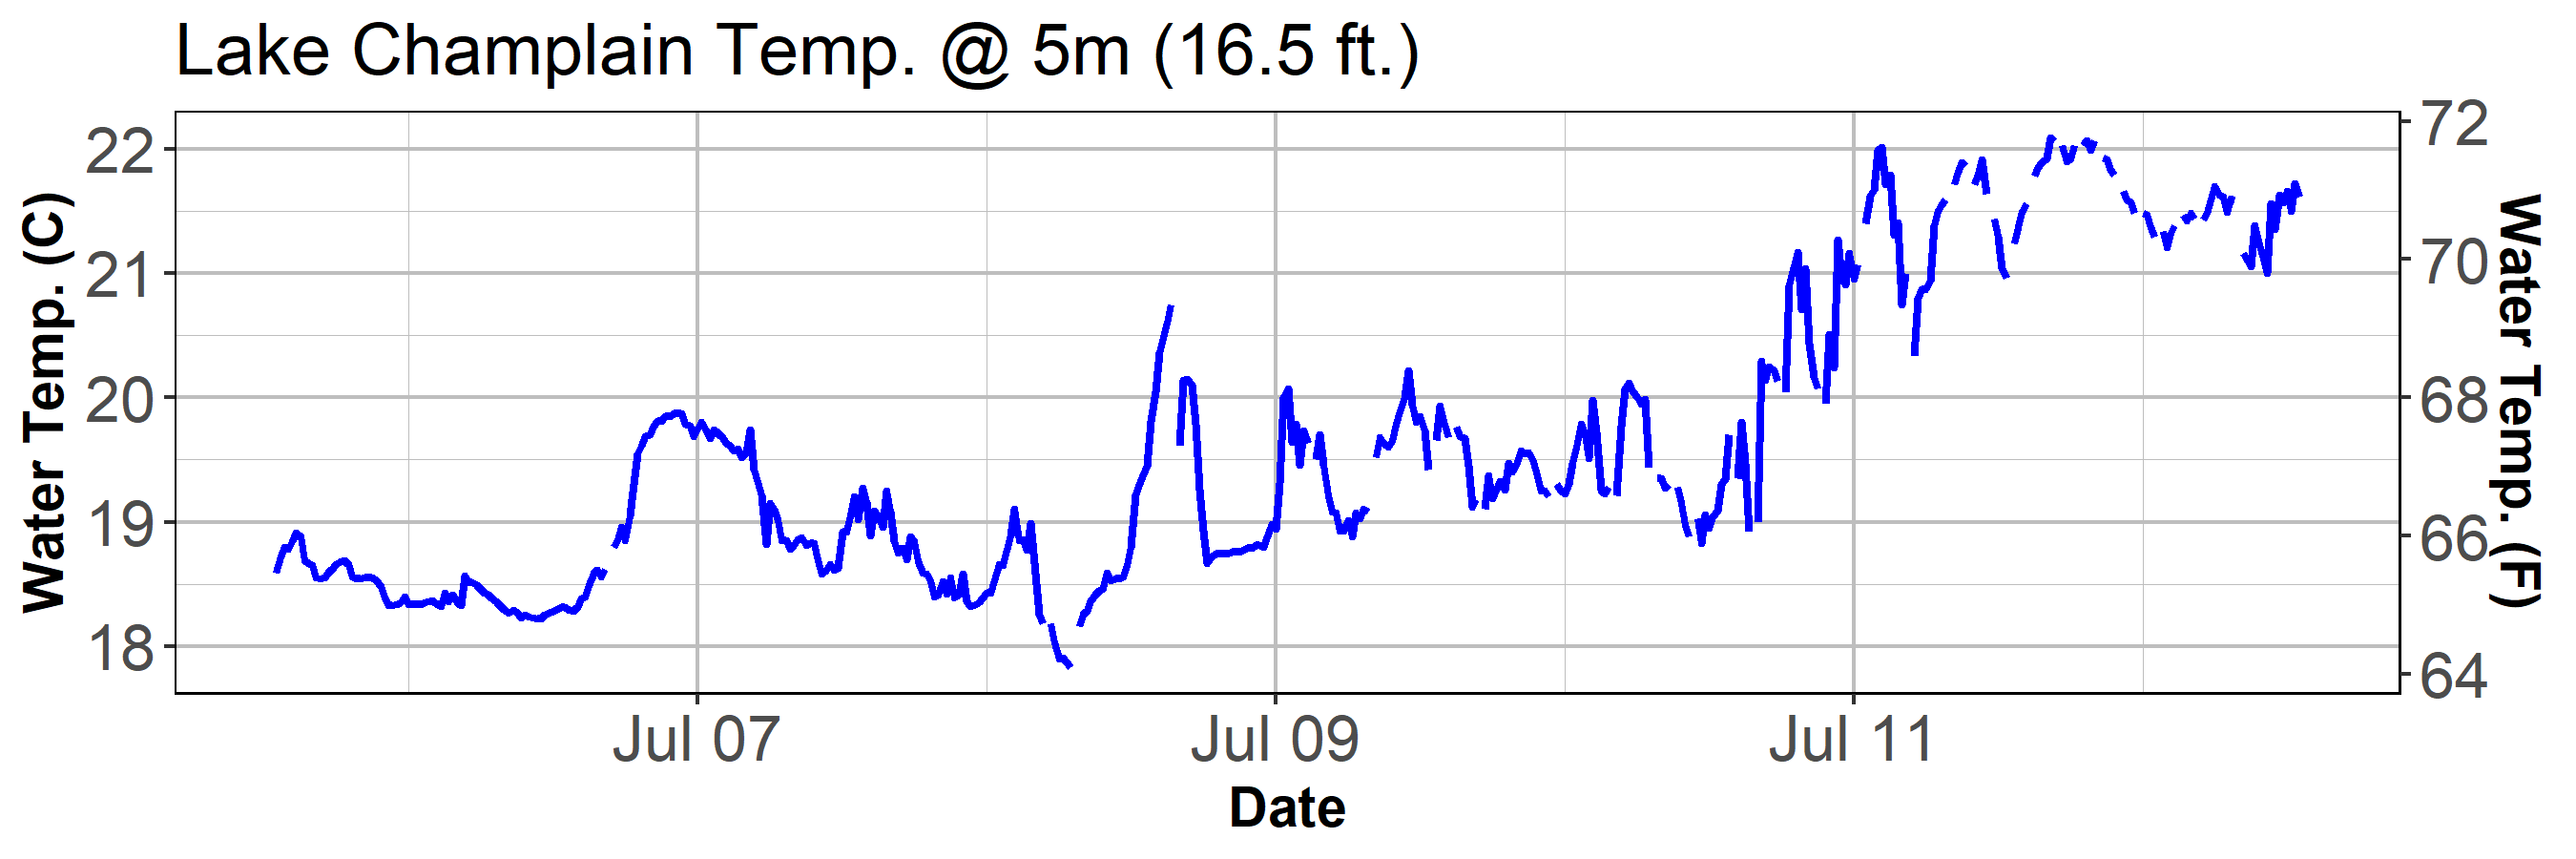 Lake Champlain Temp. @ 5m (16.5 ft.)
Water Temp. (C)
22
21
20
19
18
72
70
68
66
64
Water Temp. (F)
Jul 07
Jul 09
Jul 11
Date